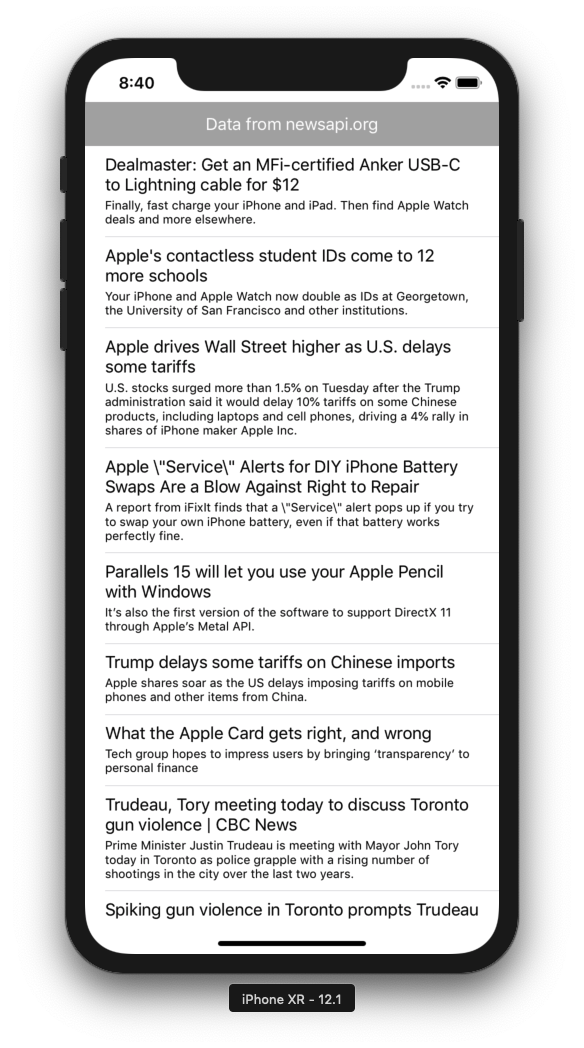 8:40
Data from newsapi.org
Dealmaster: Get an MFi-certified Anker USB-C
to Lightning cable for $12
Finally, fast charge your iPhone and iPad. Then find Apple Watch
deals and more elsewhere.
Apple's contactless student IDs come to 12
more schools
Your iPhone and Apple Watch now double as IDs at Georgetown,
the University of San Francisco and other institutions.
Apple drives Wall Street higher as U.S. delays
some tariffs
U.S. stocks surged more than 1.5% on Tuesday after the Trump
administration said it would delay 10% tariffs on some Chinese
products, including laptops and cell phones, driving a 4% rally in
shares of iPhone maker Apple Inc.
Apple \"Service\" Alerts for DIY iPhone Battery
Swaps Are a Blow Against Right to Repair
A report from iFixIt finds that a \"Service\" alert pops up if you try
to swap your own iPhone battery, even if that battery works
perfectly fine.
Parallels 15 will let you use your Apple Pencil
with Windows
It’s also the first version of the software to support DirectX 11
through Apple’s Metal API.
Trump delays some tariffs on Chinese imports
Apple shares soar as the US delays imposing tariffs on mobile
phones and other items from China.
What the Apple Card gets right, and wrong
Tech group hopes to impress users by bringing ‘transparency’ to
personal finance
Trudeau, Tory meeting today to discuss Toronto
gun violence | CBC News
Prime Minister Justin Trudeau is meeting with Mayor John Tory
today in Toronto as police grapple with a rising number of
shootings in the city over the last two years.
Spiking gun violence in Toronto prompts Trudeau
iPhone XR - 12.1